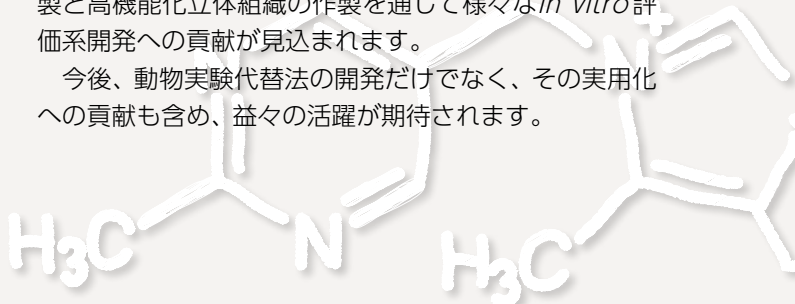 製と高機能化立体組織の作製を通して様々なin vitro評
価系開発への貢献が見込まれます。
今後、動物実験代替法の開発だけでなく、その実用化
への貢献も含め、益々の活躍が期待されます。
H3C
N
H3C